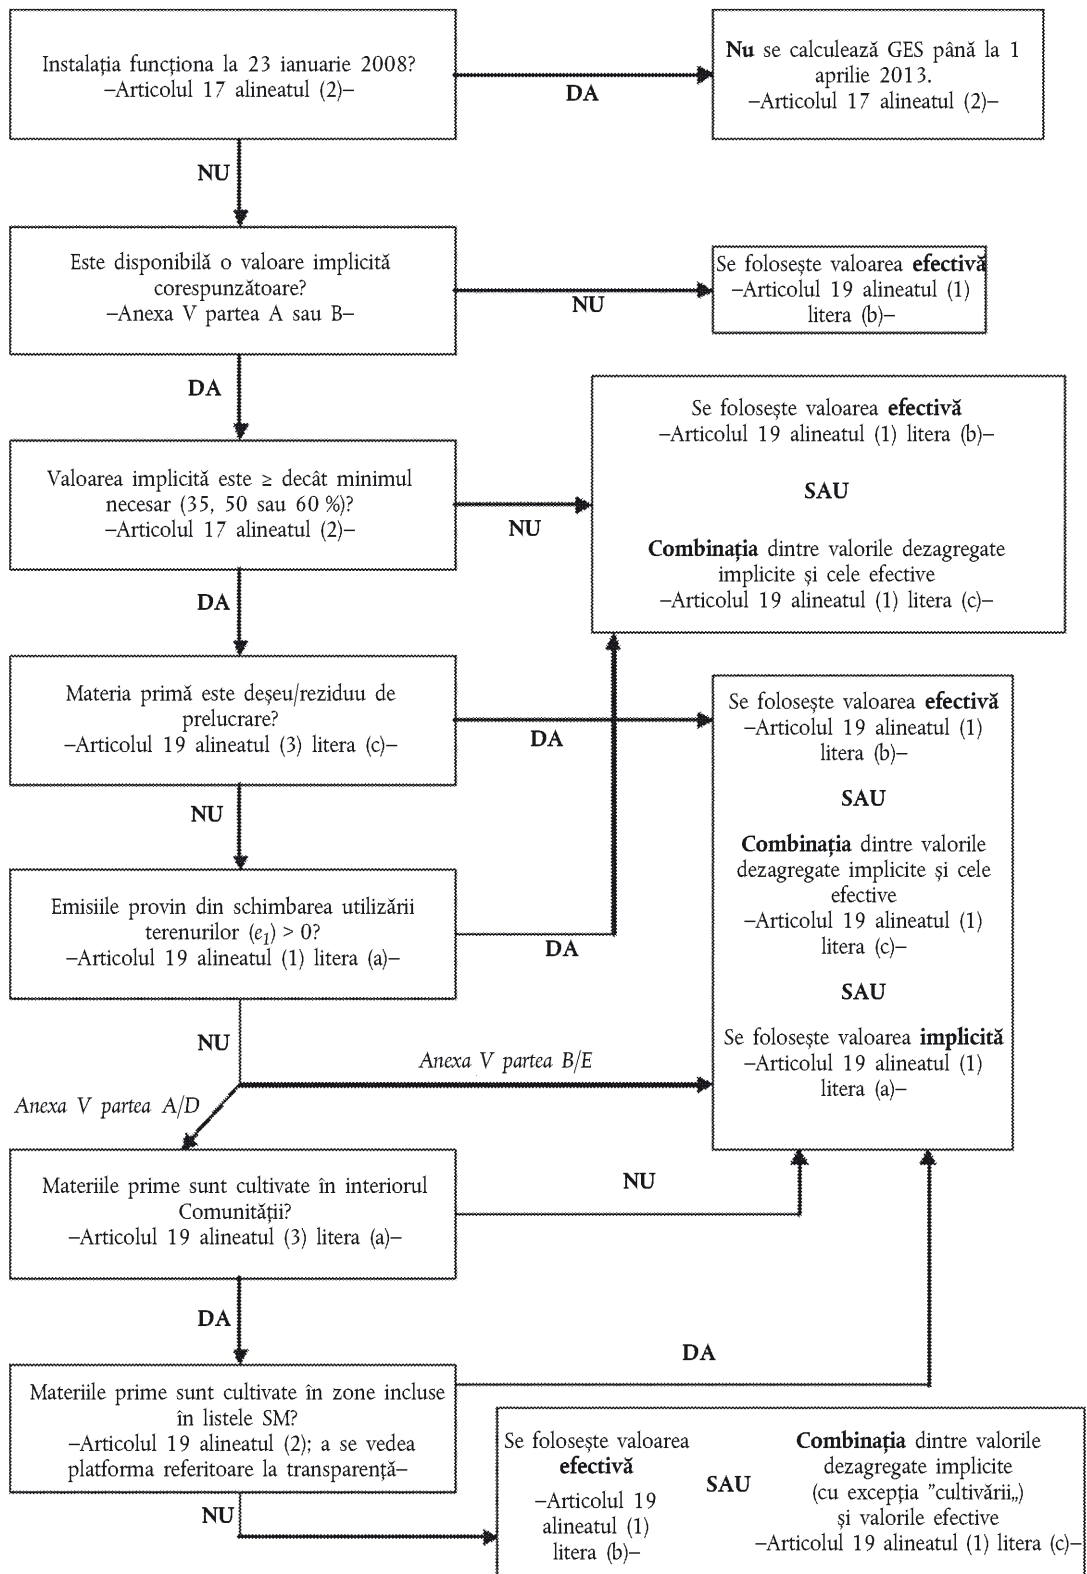 Instalația funcționa la 23 ianuarie 2008?
–Articolul 17 alineatul (2)–
DA
Nu se calculează GES până la 1
aprilie 2013.
–Articolul 17 alineatul (2)–
NU
Este disponibilă o valoare implicită
corespunzătoare?
–Anexa V partea A sau B–
NU
Se folosește valoarea efectivă
–Articolul 19 alineatul (1)
litera (b)–
DA
Valoarea implicită este ≥ decât minimul
necesar (35, 50 sau 60 %)?
–Articolul 17 alineatul (2)–
NU
Se folosește valoarea efectivă
–Articolul 19 alineatul (1) litera (b)–
SAU
Combinația dintre valorile dezagregate
implicite și cele efective
–Articolul 19 alineatul (1) litera (c)–
DA
Materia primă este deșeu/reziduu de
prelucrare?
–Articolul 19 alineatul (3) litera (c)–
DA
Se folosește valoarea efectivă
–Articolul 19 alineatul (1)
litera (b)–
SAU
Combinația dintre valorile
dezagregate implicite și cele
efective
–Articolul 19 alineatul (1)
litera (c)–
SAU
Se folosește valoarea implicită
–Articolul 19 alineatul (1)
litera (a)–
NU
Emisiile provin din schimbarea utilizării
terenurilor (e1) > 0?
–Articolul 19 alineatul (1) litera (a)–
DA
NU
Anexa V partea B/E
Anexa V partea A/D
Materiile prime sunt cultivate în interiorul
Comunității?
–Articolul 19 alineatul (3) litera (a)–
NU
DA
Materiile prime sunt cultivate în zone incluse
în listele SM?
–Articolul 19 alineatul (2); a se vedea
platforma referitoare la transparență–
DA
NU
Se folosește valoarea
efectivă
–Articolul 19
alineatul (1)
litera (b)–
SAU
Combinația dintre valorile
dezagregate implicite
(cu excepția ”cultivării„)
și valorile efective
–Articolul 19 alineatul (1) litera (c)–